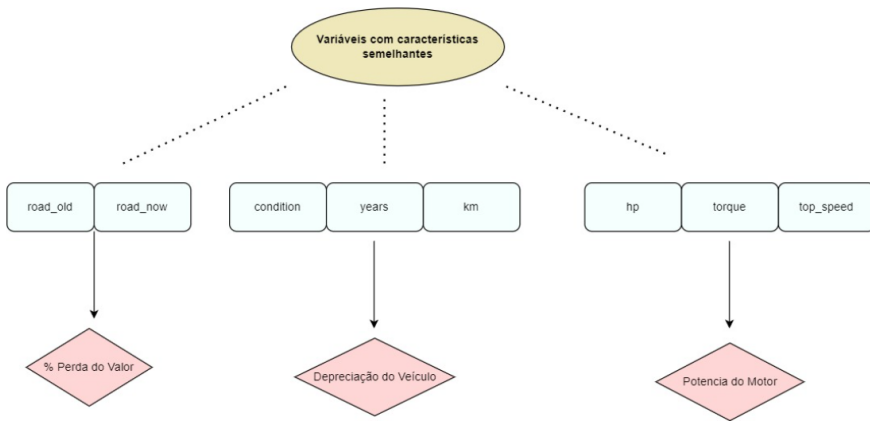 Variáveis com características
semelhantes
road_old road_now condition years km hp torque top_speed
% Perda do Valor Depreciação do Veículo Potencia do Motor